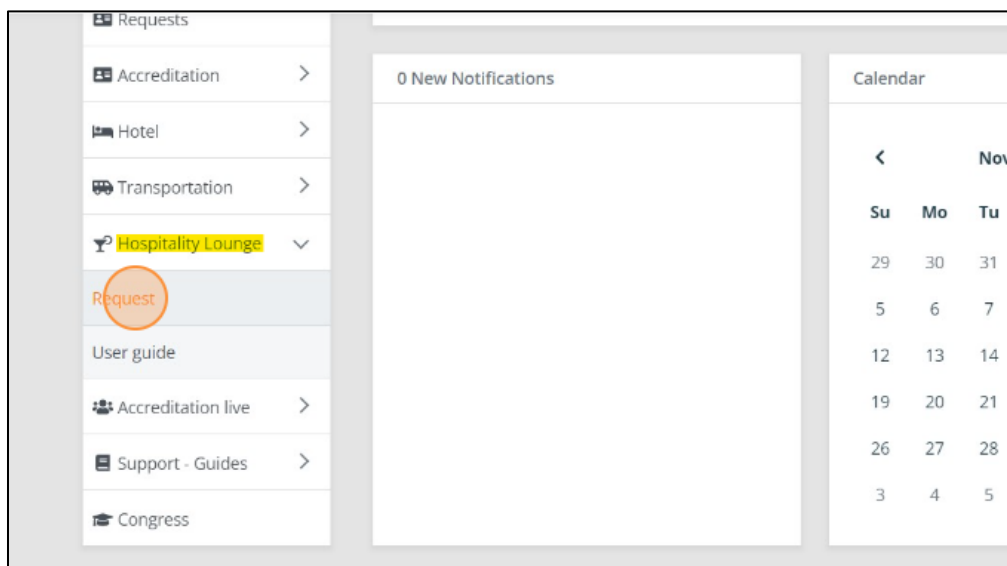 Requests
Accreditation
Hotel
Transportation
Hospitality Lounge
Request
User guide
Accreditation live
Support - Guides
Congress
0 New Notifications
Calendar
Nov
Su Mo Tu
29 30 31
5 6 7
12 13 14
19 20 21
26 27 28
3 4 5